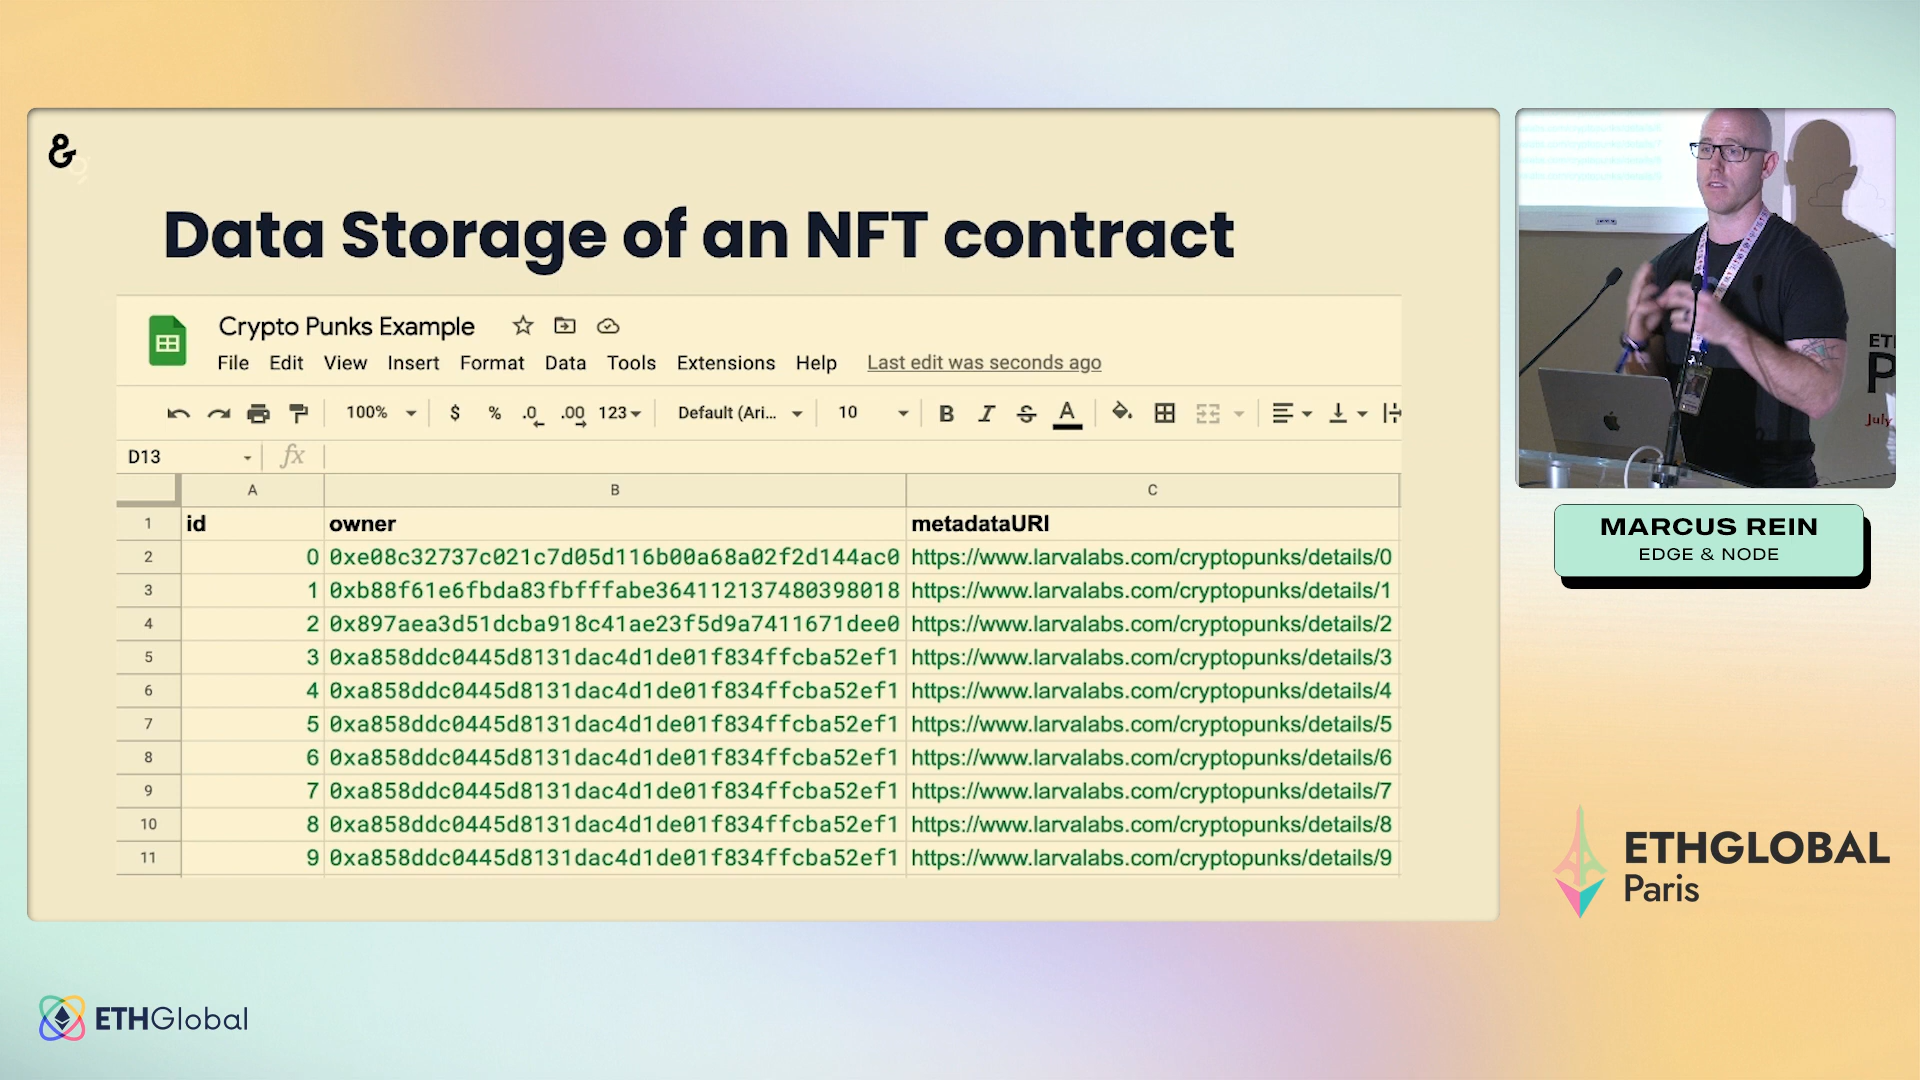 &
Data Storage of an NFT contract
Crypto Punks Example
File Edit View Insert Format Data Tools Extensions Help Last edit was seconds ago
100% $ % .0 .00 123 Default (Ari... 10 B I S A
D13 fx
A B C
1 id owner metadataURI
2 0 0xe08c32737c021c7d05d116b00a68a02f2d144ac0 https://www.larvalabs.com/cryptopunks/details/0
3 1 0xb88f61e6fbda83fbfffabe364112137480398018 https://www.larvalabs.com/cryptopunks/details/1
4 2 0x897aea3d51dcba918c41ae23f5d9a7411671dee0 https://www.larvalabs.com/cryptopunks/details/2
5 3 0xa858ddc0445d8131dac4d1de01f834ffcba52ef1 https://www.larvalabs.com/cryptopunks/details/3
6 4 0xa858ddc0445d8131dac4d1de01f834ffcba52ef1 https://www.larvalabs.com/cryptopunks/details/4
7 5 0xa858ddc0445d8131dac4d1de01f834ffcba52ef1 https://www.larvalabs.com/cryptopunks/details/5
8 6 0xa858ddc0445d8131dac4d1de01f834ffcba52ef1 https://www.larvalabs.com/cryptopunks/details/6
9 7 0xa858ddc0445d8131dac4d1de01f834ffcba52ef1 https://www.larvalabs.com/cryptopunks/details/7
10 8 0xa858ddc0445d8131dac4d1de01f834ffcba52ef1 https://www.larvalabs.com/cryptopunks/details/8
11 9 0xa858ddc0445d8131dac4d1de01f834ffcba52ef1 https://www.larvalabs.com/cryptopunks/details/9
ET
P
July
MARCUS REIN
EDGE & NODE
ETHGLOBAL
Paris
ETHGlobal